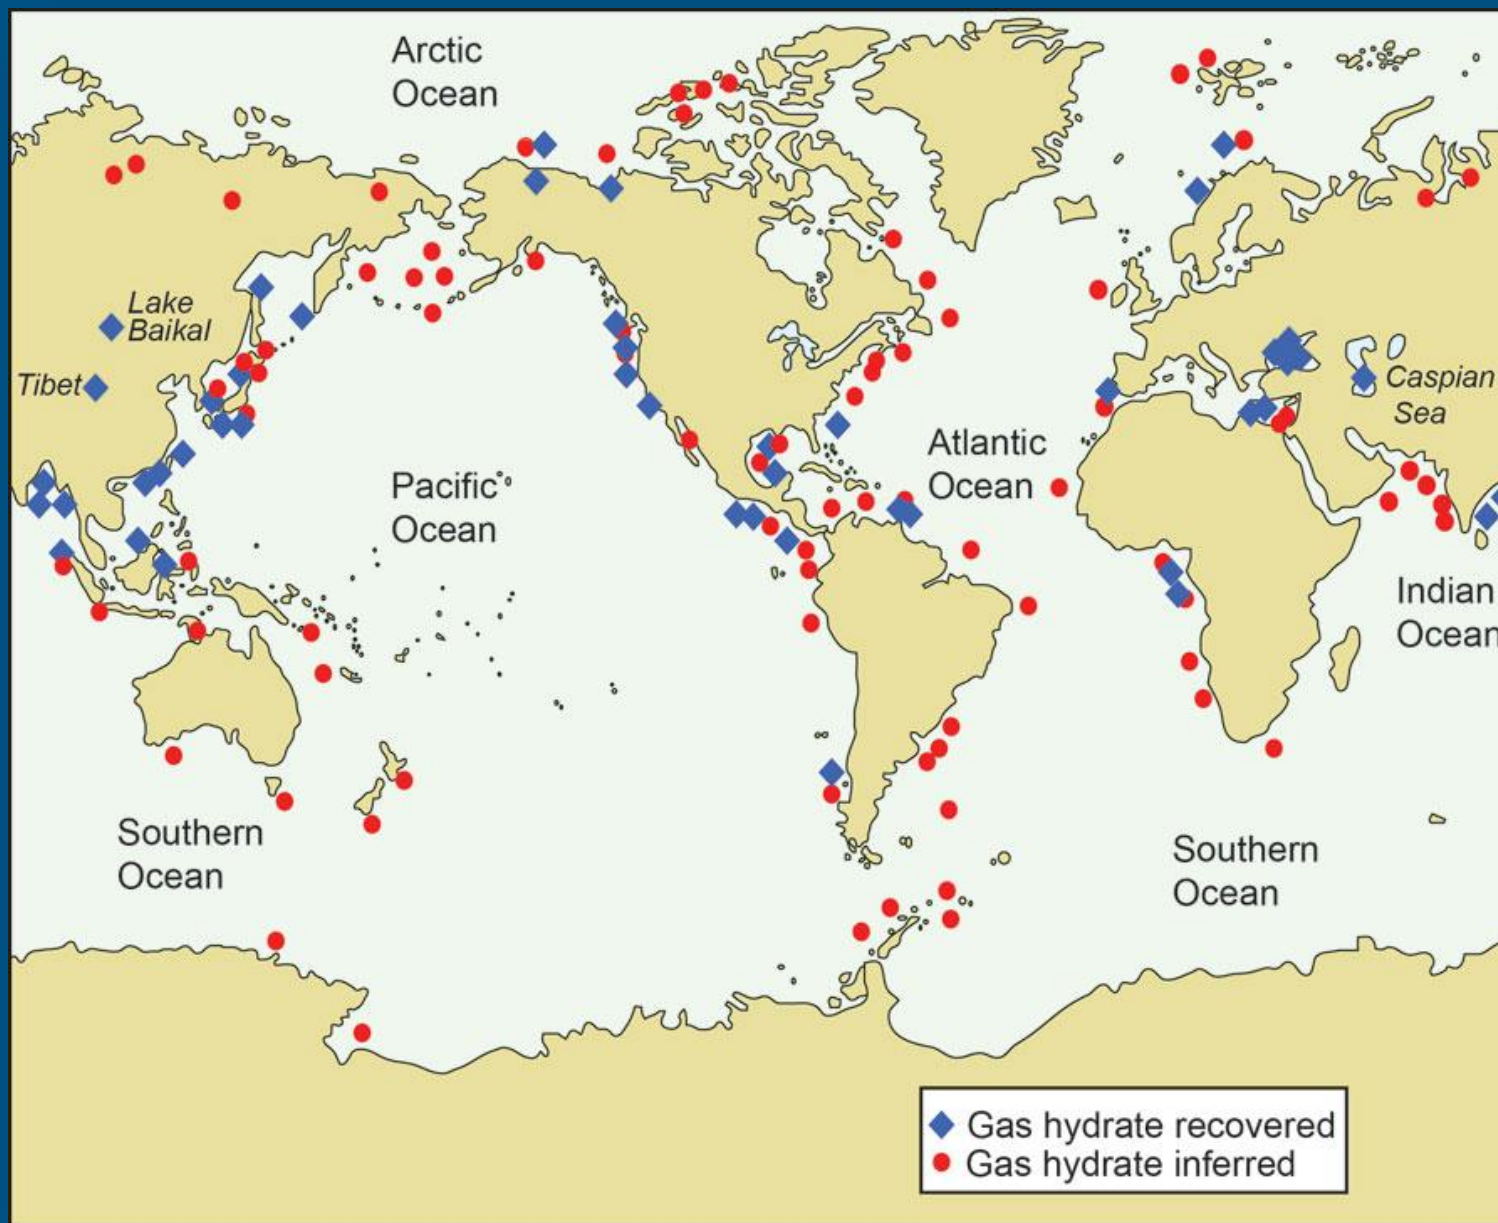 Arctic
Ocean
Lake
Baikal
Tibet
Caspian
Sea
Atlantic
Ocean
Pacific
Ocean
Indian
Ocean
Southern
Ocean
Southern
Ocean
Gas hydrate recovered
Gas hydrate inferred